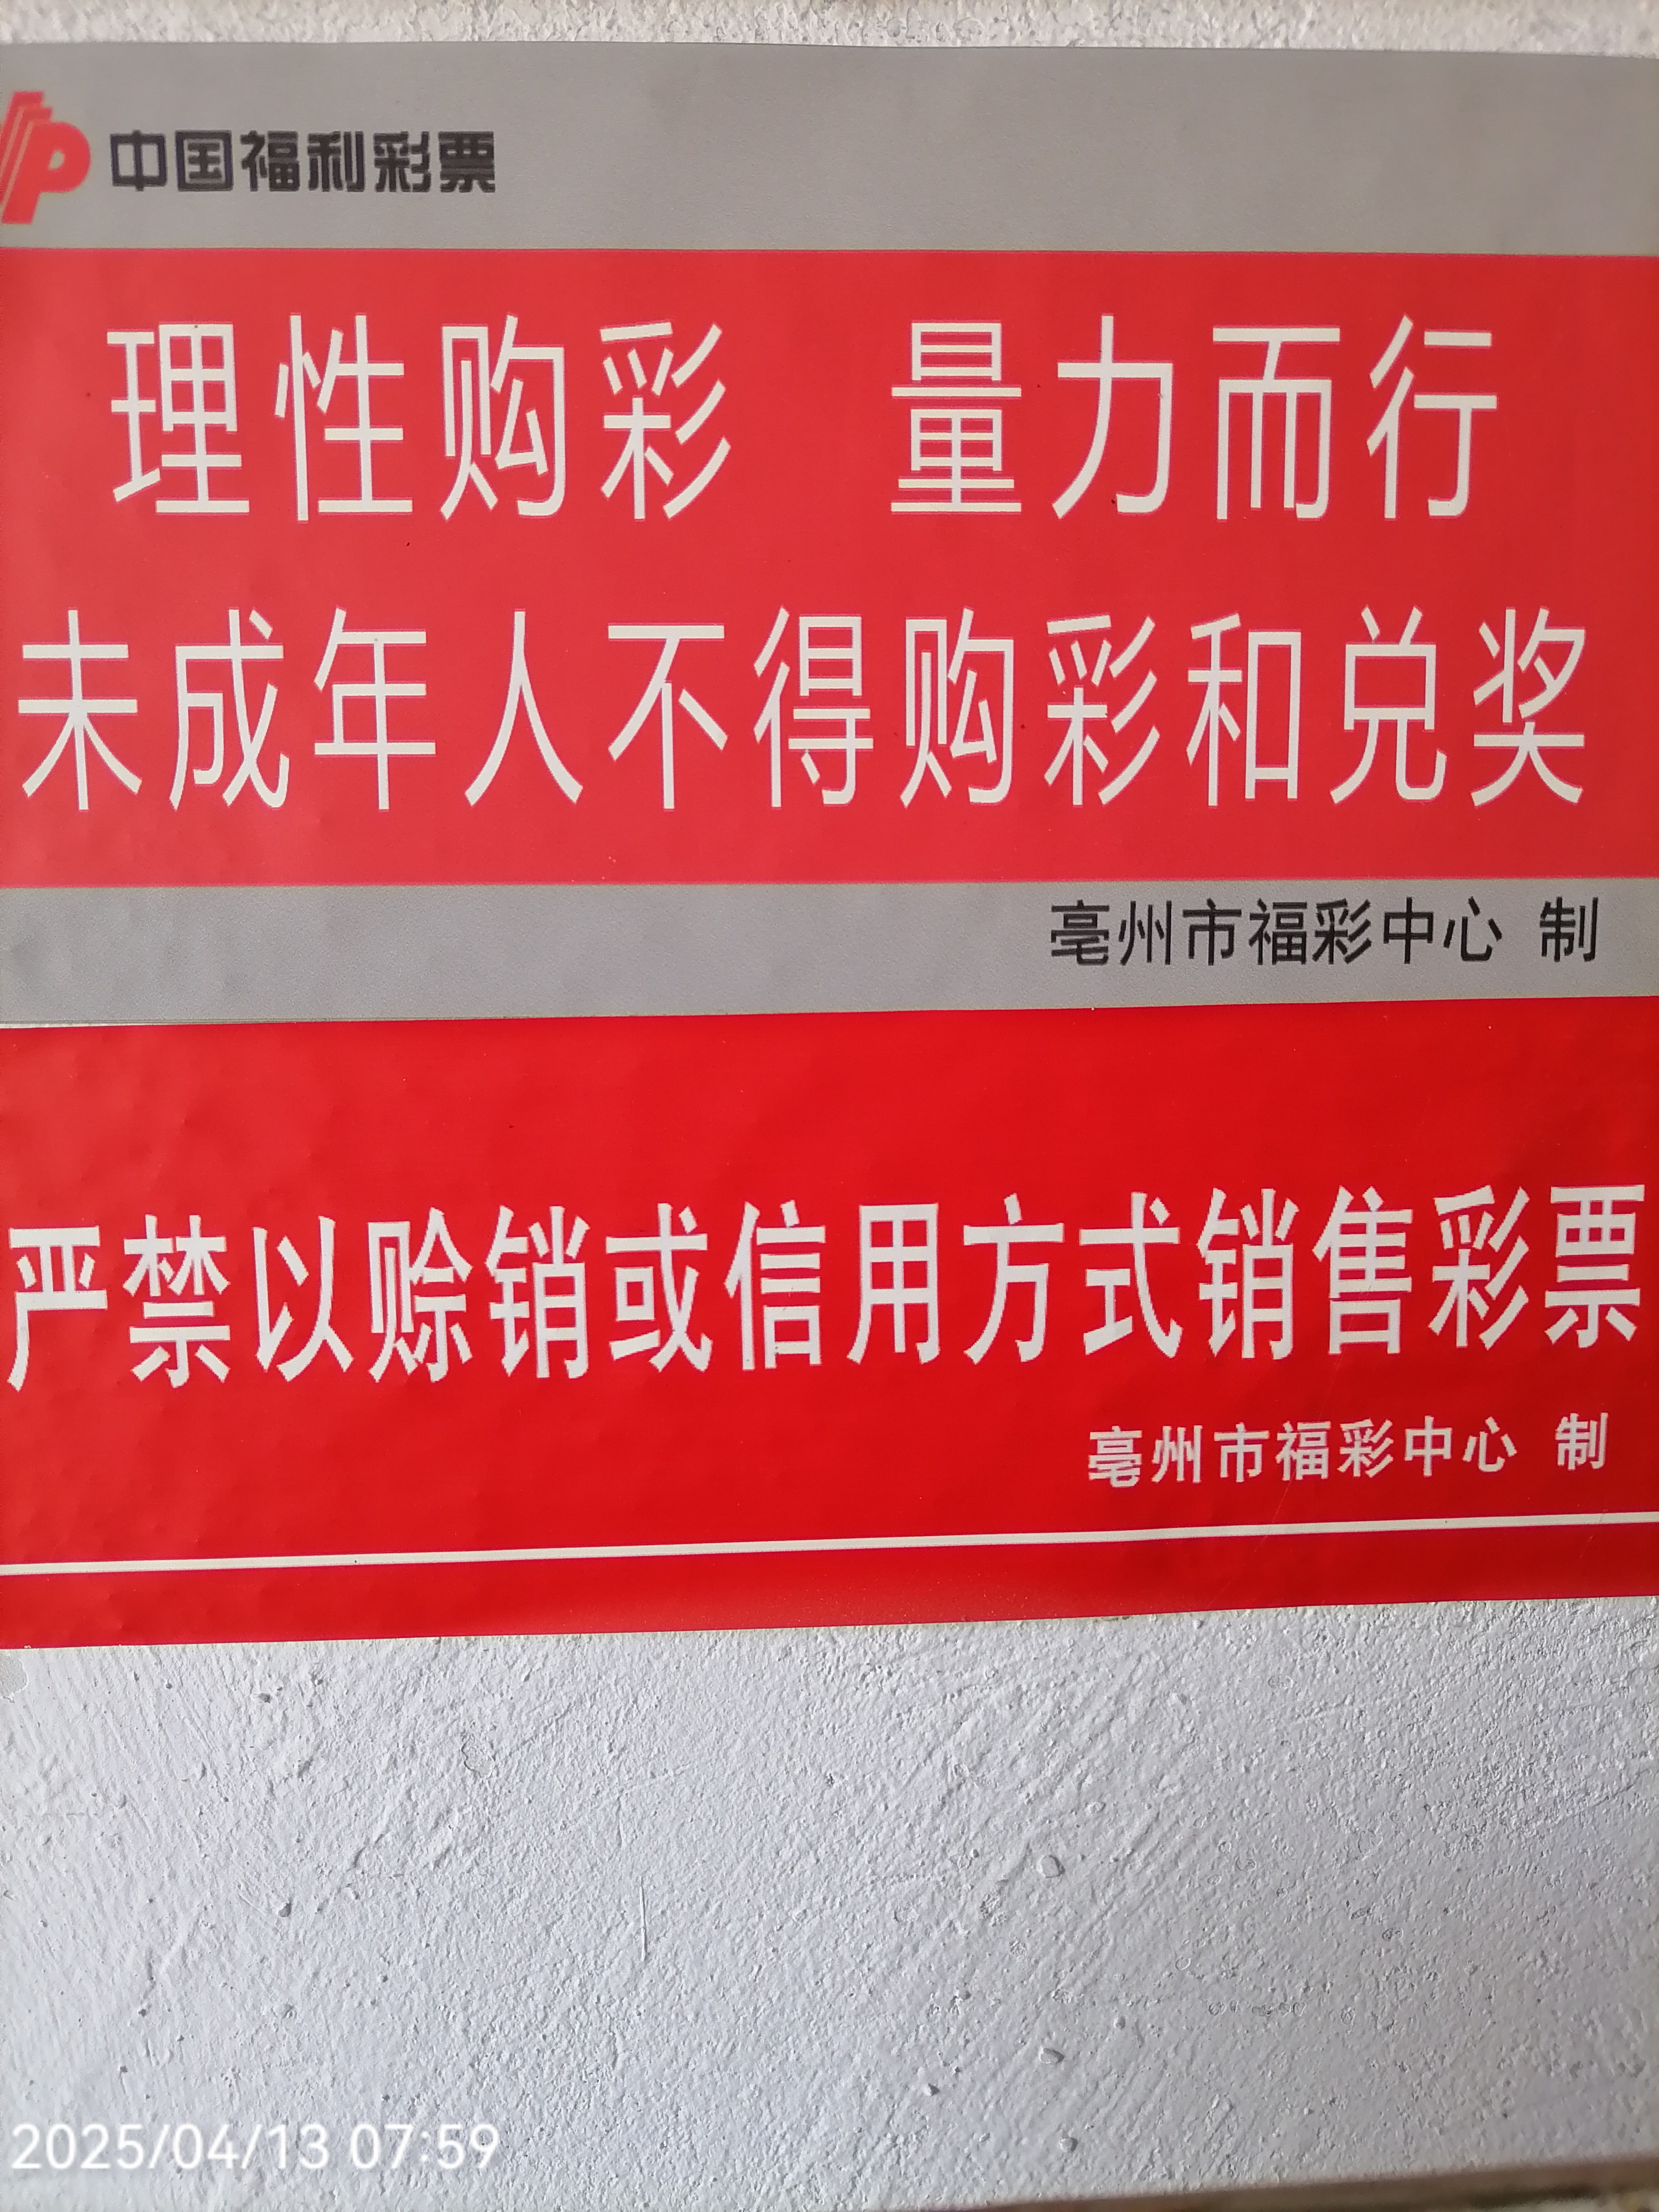 中国福利彩票
理性购彩 量力而行
未成年人不得购彩和兑奖
亳州市福彩中心 制
严禁以赊销或信用方式销售彩票
亳州市福彩中心 制
2025/04/13 07:59